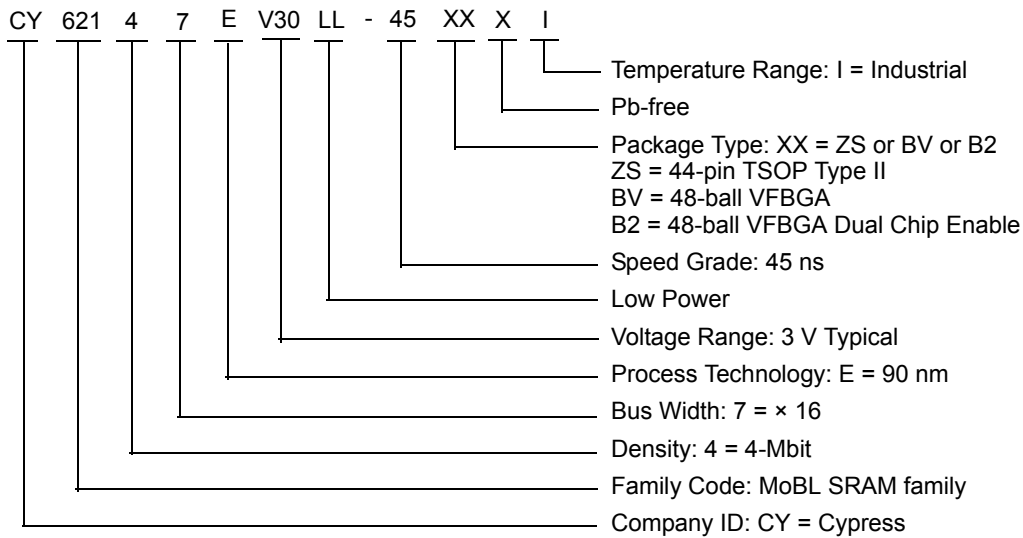 CY 621 4 7 E V30 LL - 45 XX X I
Temperature Range: I = Industrial
Pb-free
Package Type: XX = ZS or BV or B2
ZS = 44-pin TSOP Type II
BV = 48-ball VFBGA
B2 = 48-ball VFBGA Dual Chip Enable
Speed Grade: 45 ns
Low Power
Voltage Range: 3 V Typical
Process Technology: E = 90 nm
Bus Width: 7 = × 16
Density: 4 = 4-Mbit
Family Code: MoBL SRAM family
Company ID: CY = Cypress